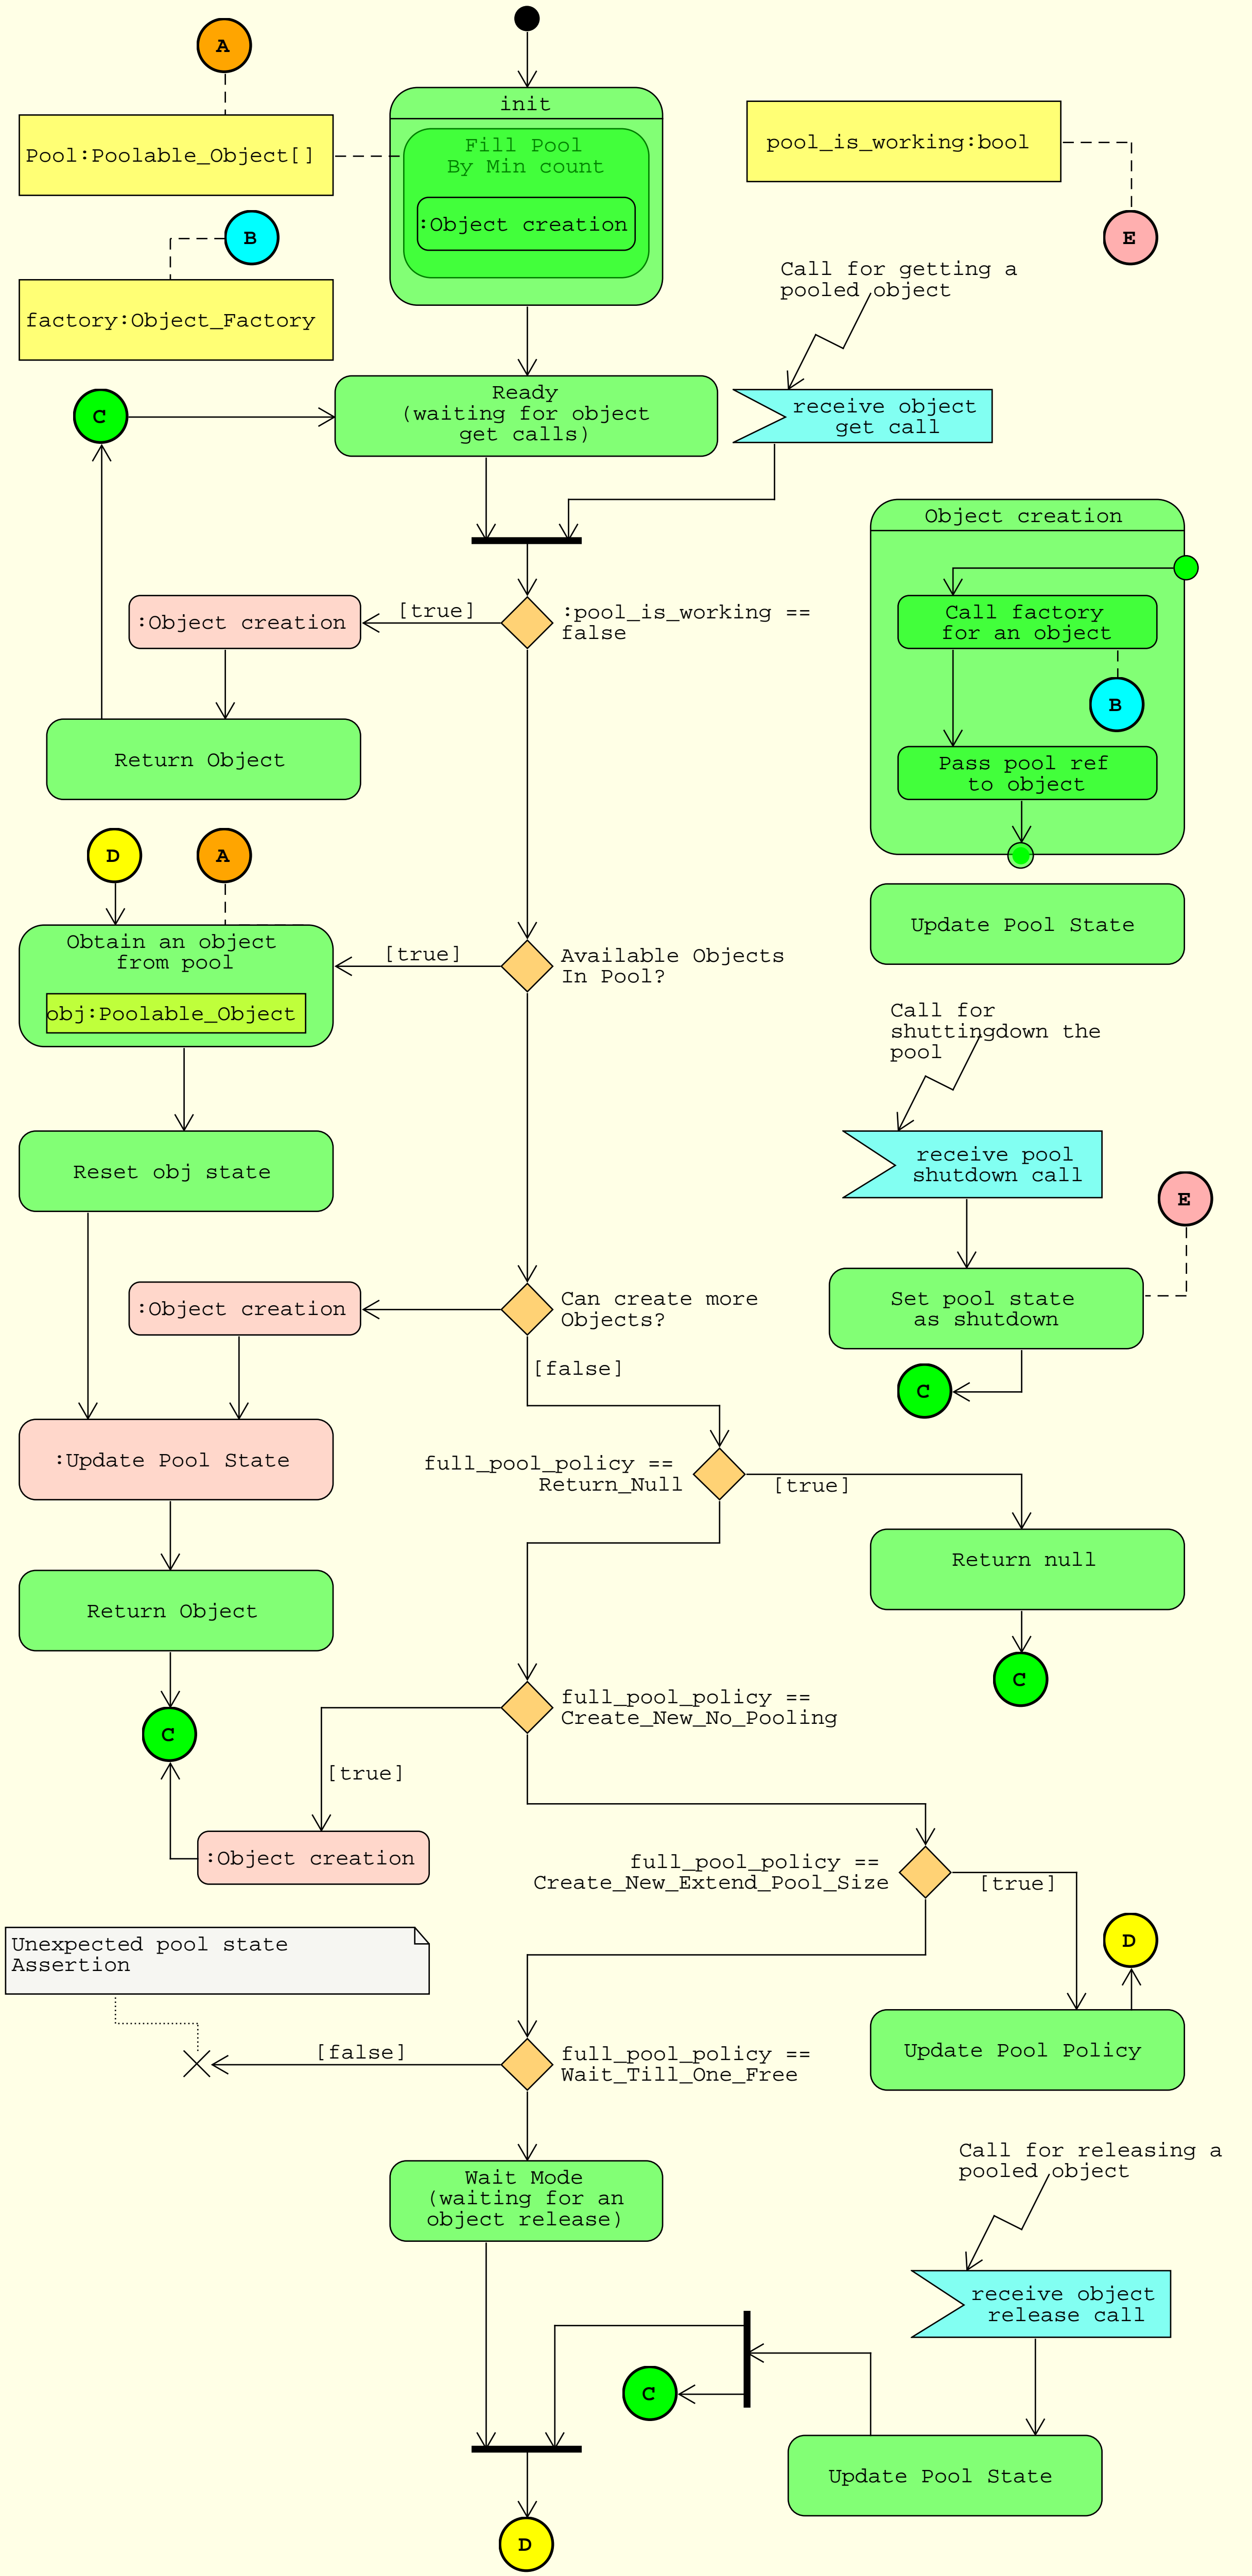 A
init
Pool:Poolable_Object[]
Fill Pool
By Min count
pool_is_working:bool
:Object creation
B
E
factory:Object_Factory
Call for getting a
pooled object
C
Ready
(waiting for object
get calls)
receive object
get call
Object creation
:Object creation
[true]
:pool_is_working ==
false
Call factory
for an object
B
Return Object
Pass pool ref
to object
D
A
Update Pool State
Obtain an object
from pool
obj:Poolable_Object
[true]
Available Objects
In Pool?
Call for
shuttingdown the
pool
Reset obj state
receive pool
shutdown call
E
:Object creation
Can create more
Objects?
[false]
Set pool state
as shutdown
C
:Update Pool State
full_pool_policy ==
Return_Null
[true]
Return null
Return Object
C
C
full_pool_policy ==
Create_New_No_Pooling
[true]
:Object creation
full_pool_policy ==
Create_New_Extend_Pool_Size
[true]
D
Unexpected pool state
Assertion
[false]
full_pool_policy ==
Wait_Till_One_Free
Update Pool Policy
Wait Mode
(waiting for an
object release)
Call for releasing a
pooled object
receive object
release call
C
Update Pool State
D